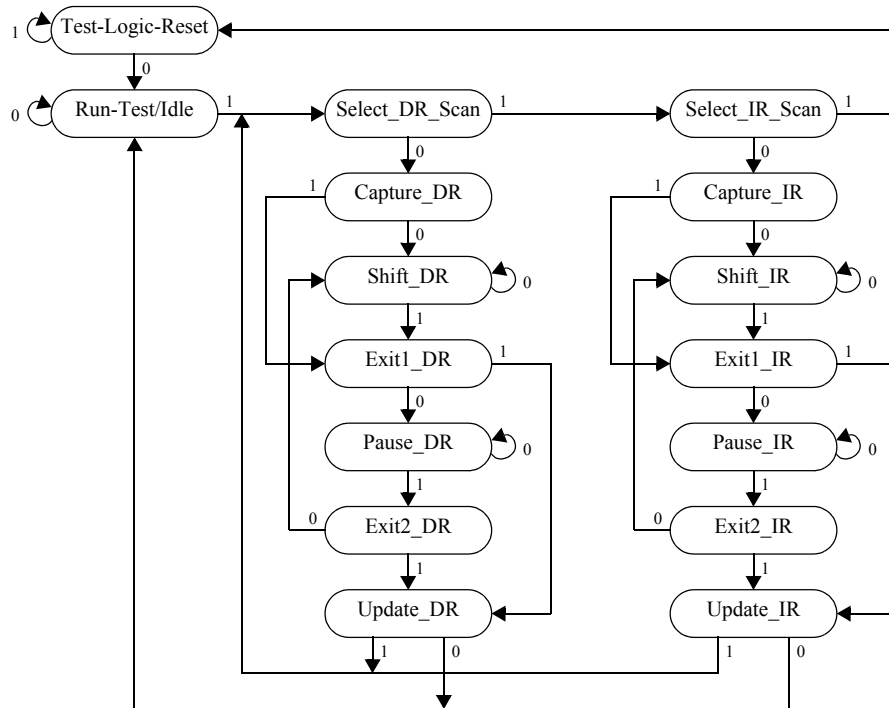 Test-Logic-Reset
1
0
Run-Test/Idle
0
1
Select_DR_Scan
1
Select_IR_Scan
1
0
0
1
Capture_DR
1
Capture_IR
0
0
Shift_DR
0
Shift_IR
0
1
1
Exit1_DR
1
Exit1_IR
1
0
0
Pause_DR
0
Pause_IR
0
1
1
0
Exit2_DR
0
Exit2_IR
1
1
Update_DR
Update_IR
1
0
1
0